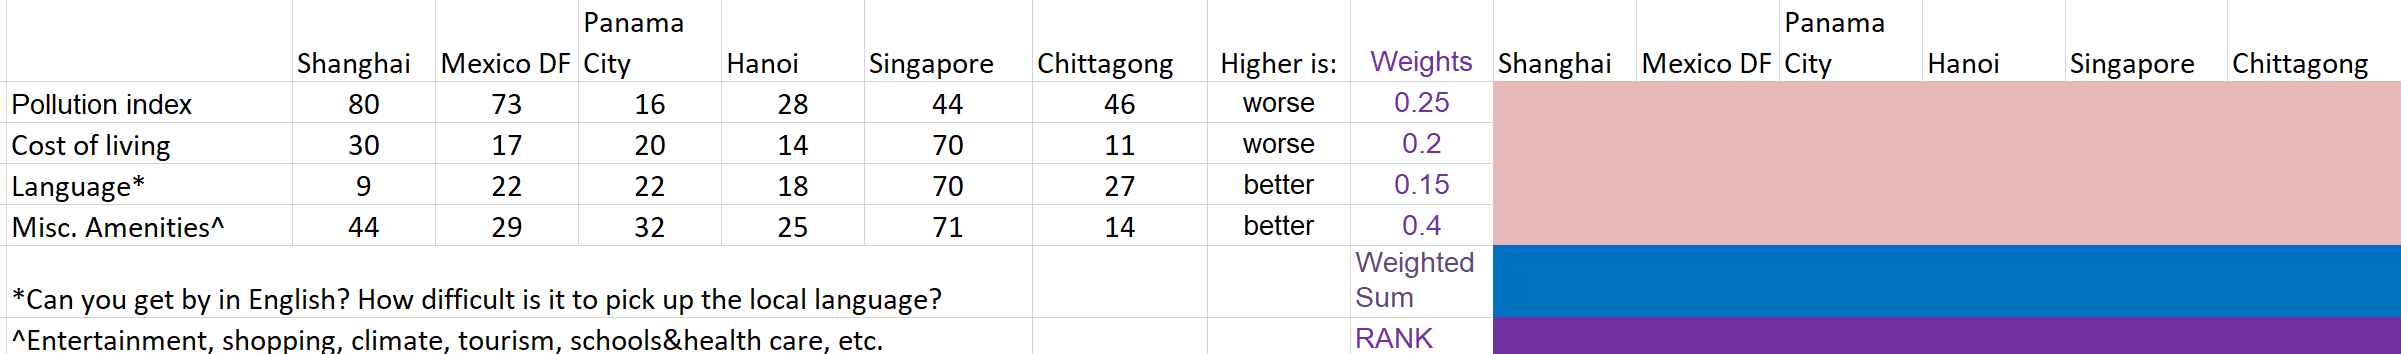 Shanghai Mexico DF Panama City Hanoi Singapore Chittagong Higher is: Weights Shanghai Mexico DF Panama City Hanoi Singapore Chittagong
Pollution index 80 73 16 28 44 46 worse 0.25
Cost of living 30 17 20 14 70 11 worse 0.2
Language* 9 22 22 18 70 27 better 0.15
Misc. Amenities^ 44 29 32 25 71 14 better 0.4
*Can you get by in English? How difficult is it to pick up the local language? Weighted Sum
^Entertainment, shopping, climate, tourism, schools&health care, etc. RANK